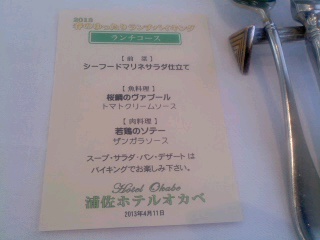 2013
ランチコース
【前 菜】
シーフードマリネサラダ仕立て
【魚料理】
桜鯛のヴァプール
トマトクリームソース
【肉料理】
若鶏のソテー
ザンガラソース
スープ・サラダ・パン・デザートは
バイキングでお楽しみ下さい。
Hotel Okabe
浦佐ホテルオカベ
2013年4月11日